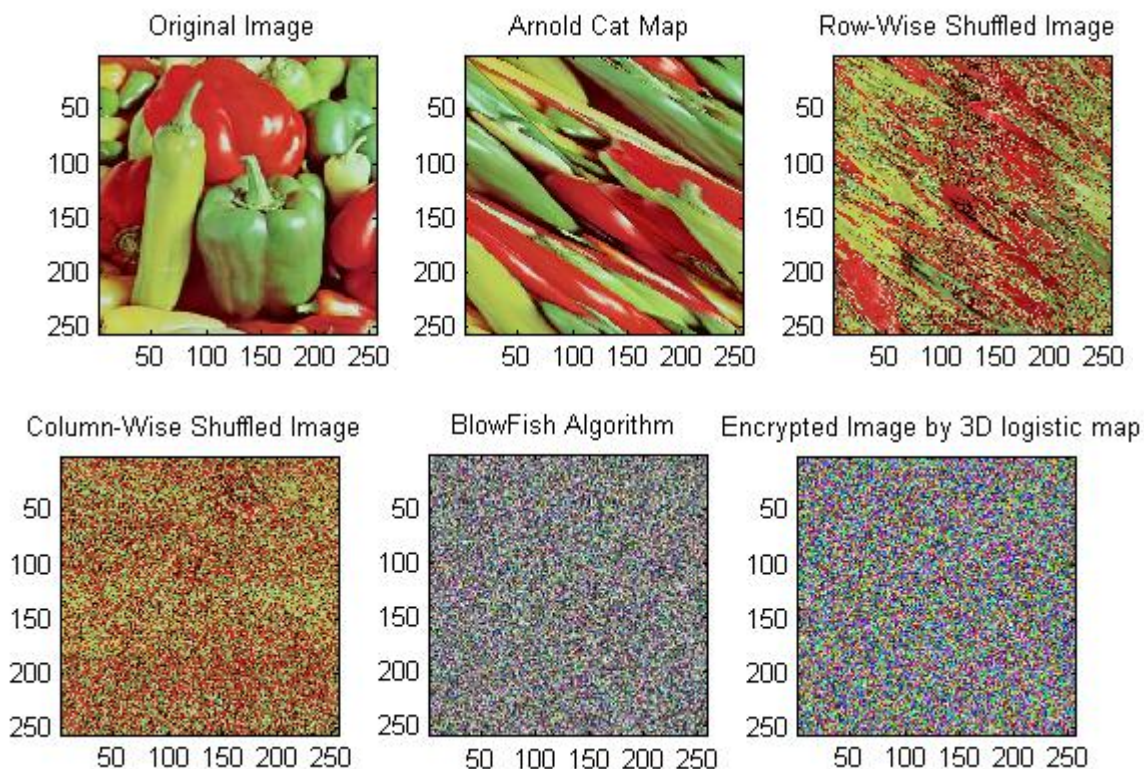 Original Image
Arnold Cat Map
Row-Wise Shuffled Image
50
100
150
200
250
50 100 150 200 250
50
100
150
200
250
50 100 150 200 250
50
100
150
200
250
50 100 150 200 250
Column-Wise Shuffled Image
BlowFish Algorithm
Encrypted Image by 3D logistic map
50
100
150
200
250
50 100 150 200 250
50
100
150
200
250
50 100 150 200 250
50
100
150
200
250
50 100 150 200 250